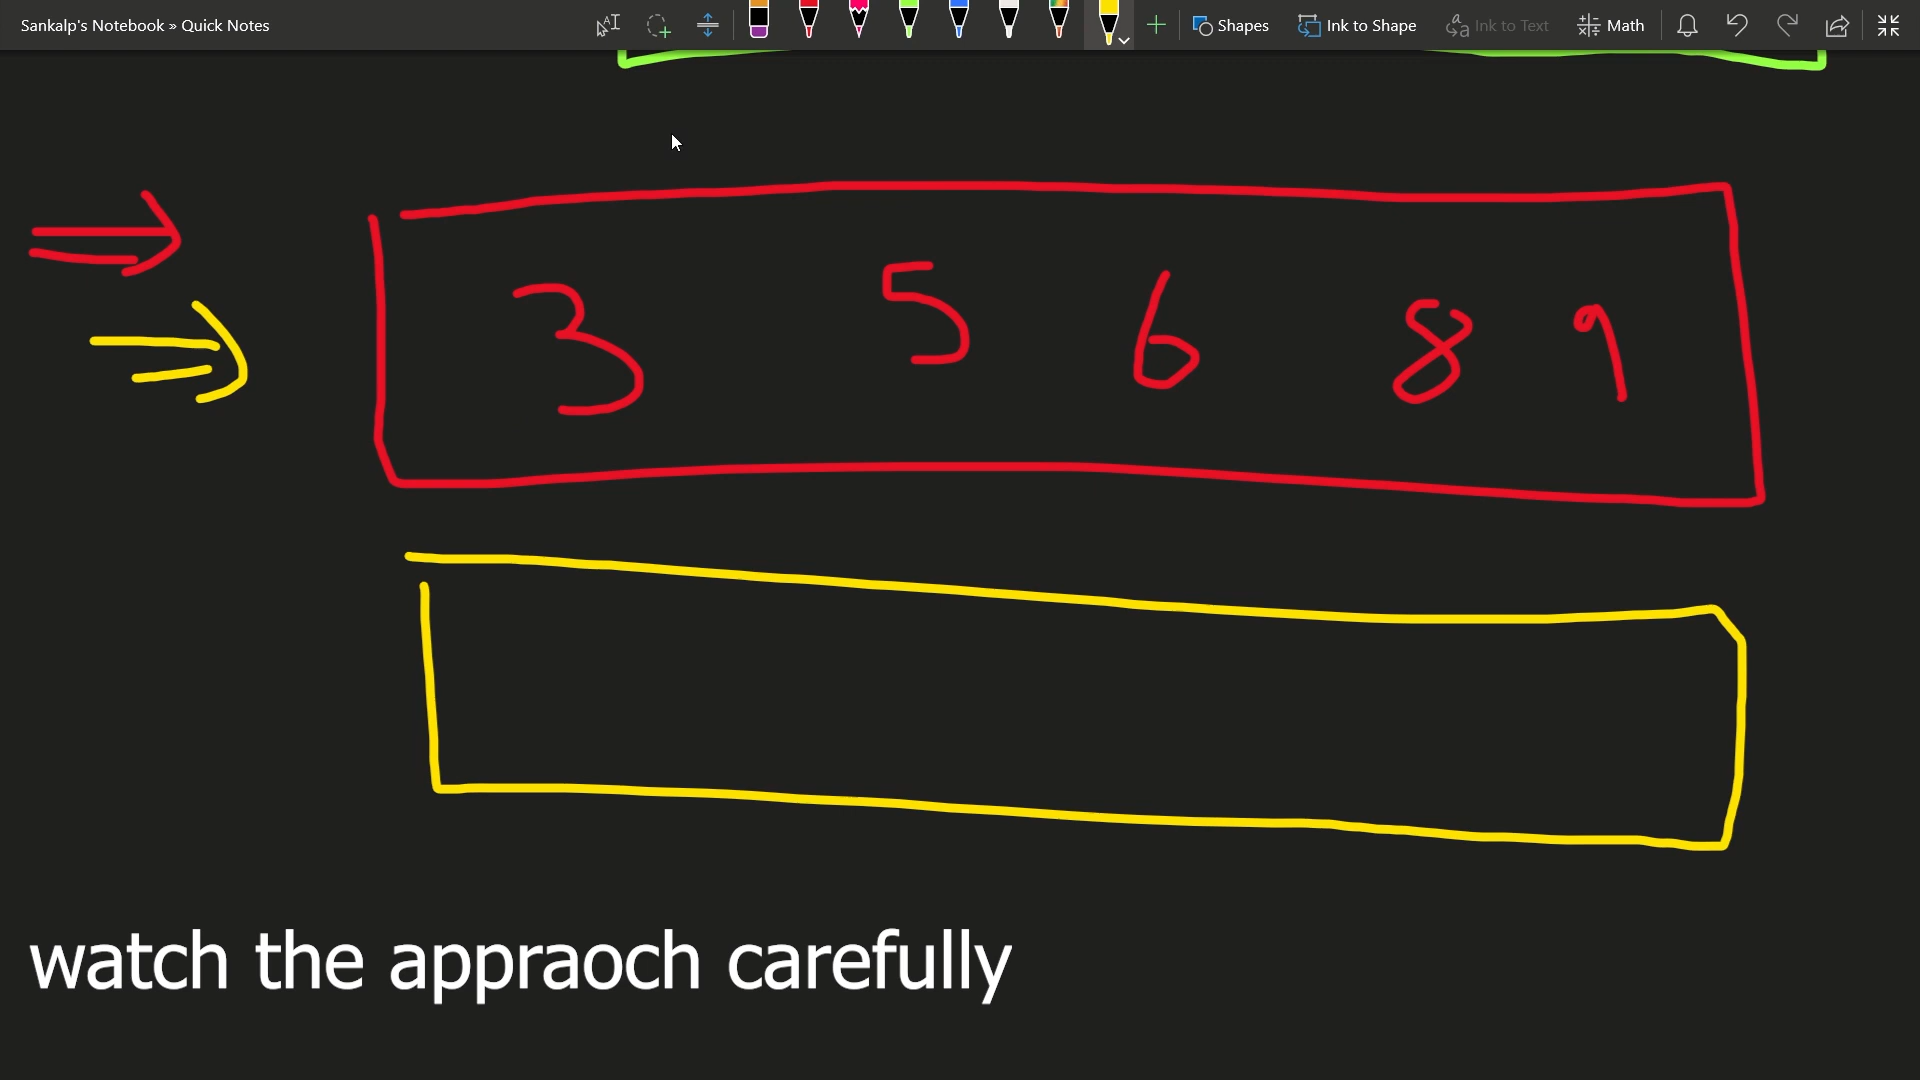 Sankalp's Notebook » Quick Notes
Shapes Ink to Shape Ink to Text Math
3 5 6 8 9
watch the appraoch carefully